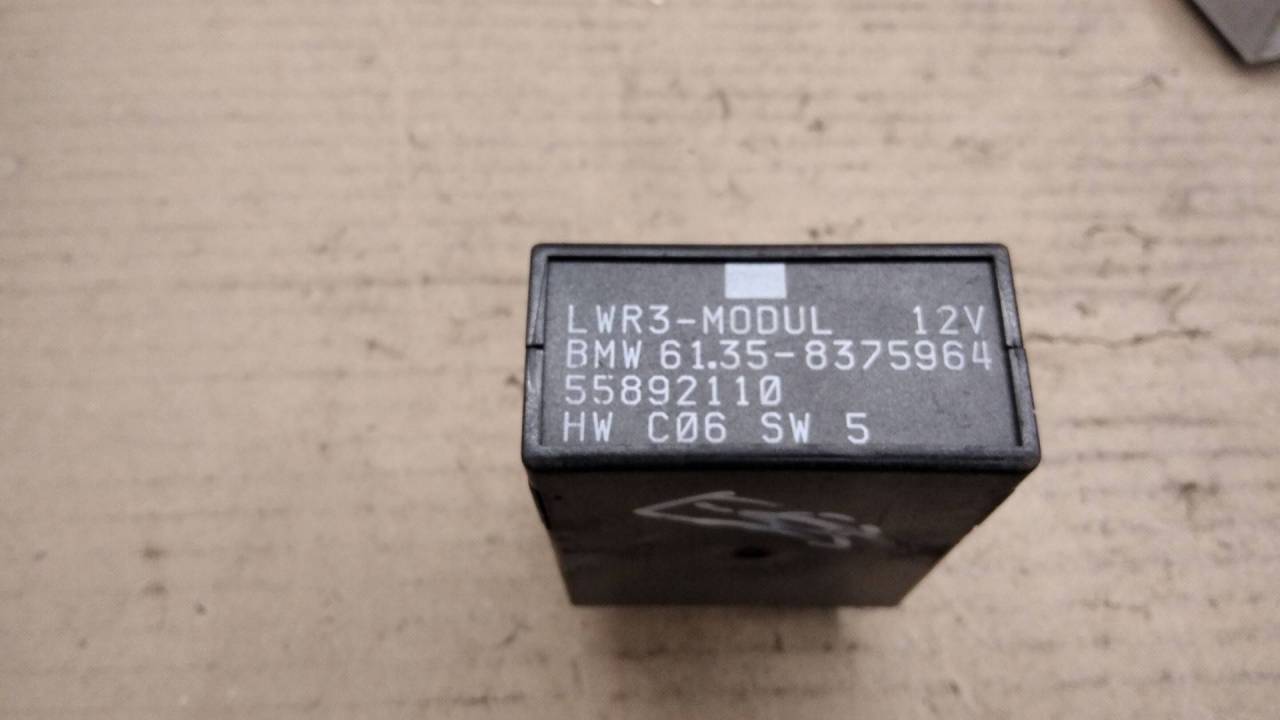 LWR3-MODUL 12V
BMW 61.35-8375964
55892110
HW C06 SW 5